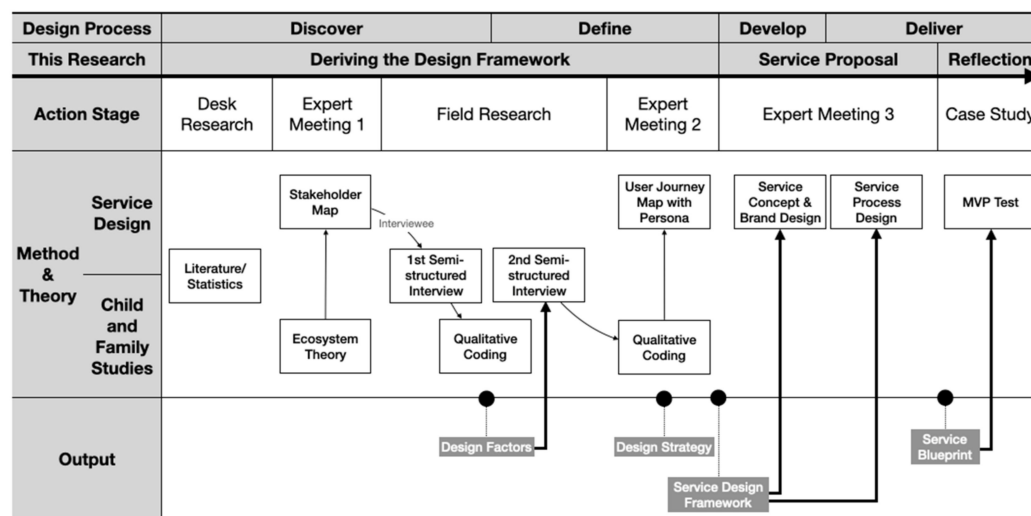 Design Process
Discover
Define
Develop
Deliver
This Research
Deriving the Design Framework
Service Proposal
Reflection
Action Stage
Desk
Research
Expert
Meeting 1
Field Research
Expert
Meeting 2
Expert Meeting 3
Case Study
Method
&
Theory
Service
Design
Child
and
Family
Studies
Literature/
Statistics
Stakeholder
Map
Ecosystem
Theory
Interviewee
1st Semi-
structured
Interview
Qualitative
Coding
2nd Semi-
structured
Interview
User Journey
Map with
Persona
Qualitative
Coding
Service
Concept &
Brand Design
Service
Process
Design
MVP Test
Output
Design Factors
Design Strategy
Service Design
Framework
Service
Blueprint